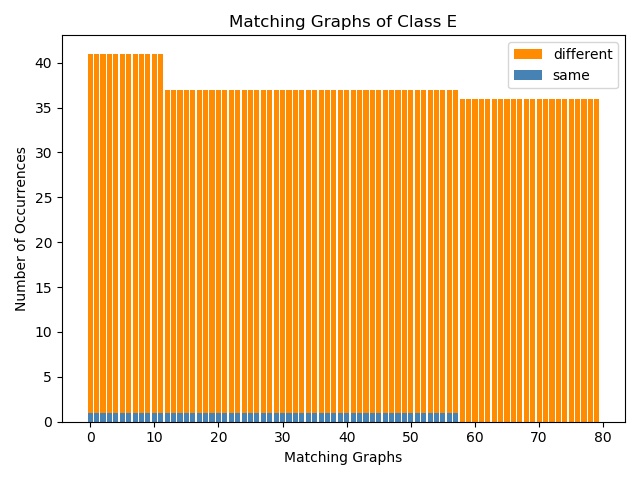 Matching Graphs of Class E
different
same
Number of Occurrences
40
35
30
25
20
15
10
5
0
0 10 20 30 40 50 60 70 80
Matching Graphs